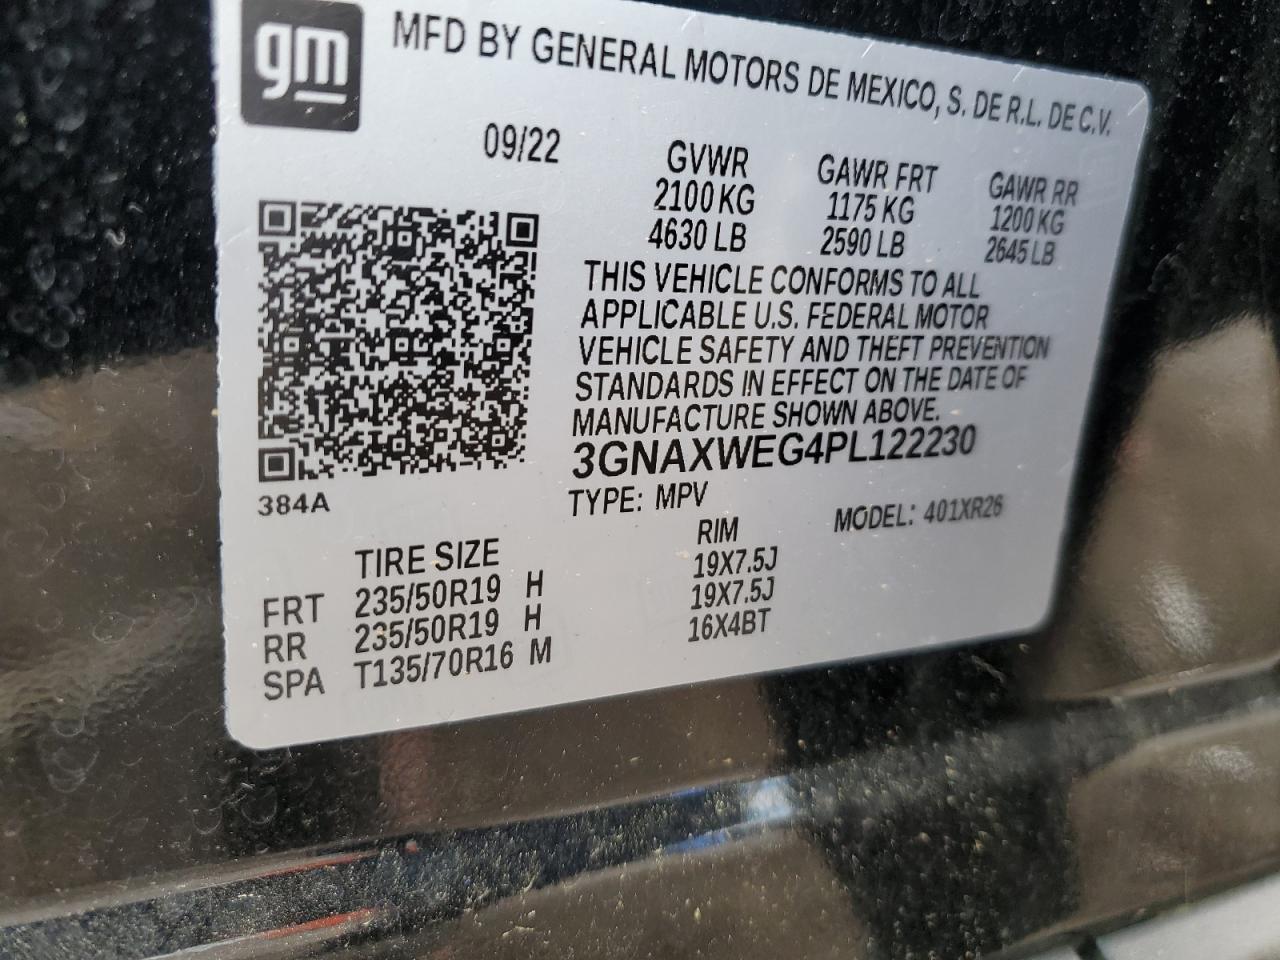 gm
MFD BY GENERAL MOTORS DE MEXICO, S. DE R.L. DE C.V.
09/22
GVWR GAWR FRT GAWR RR
2100 KG 1175 KG 1200 KG
4630 LB 2590 LB 2645 LB
THIS VEHICLE CONFORMS TO ALL
APPLICABLE U.S. FEDERAL MOTOR
VEHICLE SAFETY AND THEFT PREVENTION
STANDARDS IN EFFECT ON THE DATE OF
MANUFACTURE SHOWN ABOVE.
3GNAXWEG4PL122230
384A
TYPE: MPV MODEL: 401XR26
TIRE SIZE RIM
FRT 235/50R19 H 19X7.5J
RR 235/50R19 H 19X7.5J
SPA T135/70R16 M 16X4BT